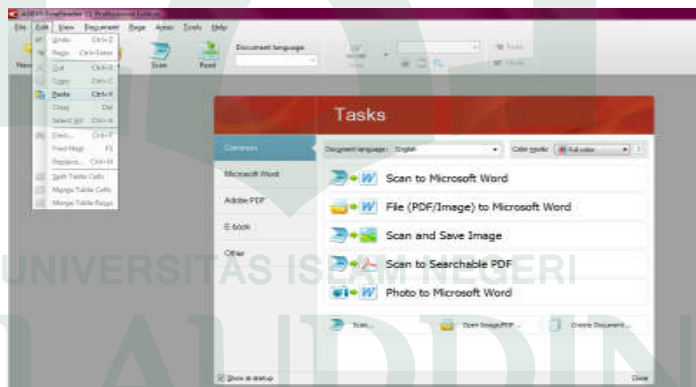 ABBYY FineReader 11 Professional Edition
File Edit View Document Page Areas Tools Help
Undo Ctrl+Z
Redo Ctrl+Enter
Cut Ctrl+X
Copy Ctrl+C
Paste Ctrl+V
Clear Del
Select All Ctrl+A
Find... Ctrl+F
Find Next F3
Replace... Ctrl+H
Split Table Cells
Merge Table Cells
Merge Table Rows
Scan
Read
Document language
Tasks
Common
Microsoft Word
Adobe PDF
E-book
Other
Document language: English
Color mode: Full color
Scan to Microsoft Word
File (PDF/Image) to Microsoft Word
Scan and Save Image
Scan to Searchable PDF
Photo to Microsoft Word
Scan...
Open Image/PDF...
Create Document...
Show at startup
Close
UNIVERSITAS ISLAM NEGERI
ALAUDDIN